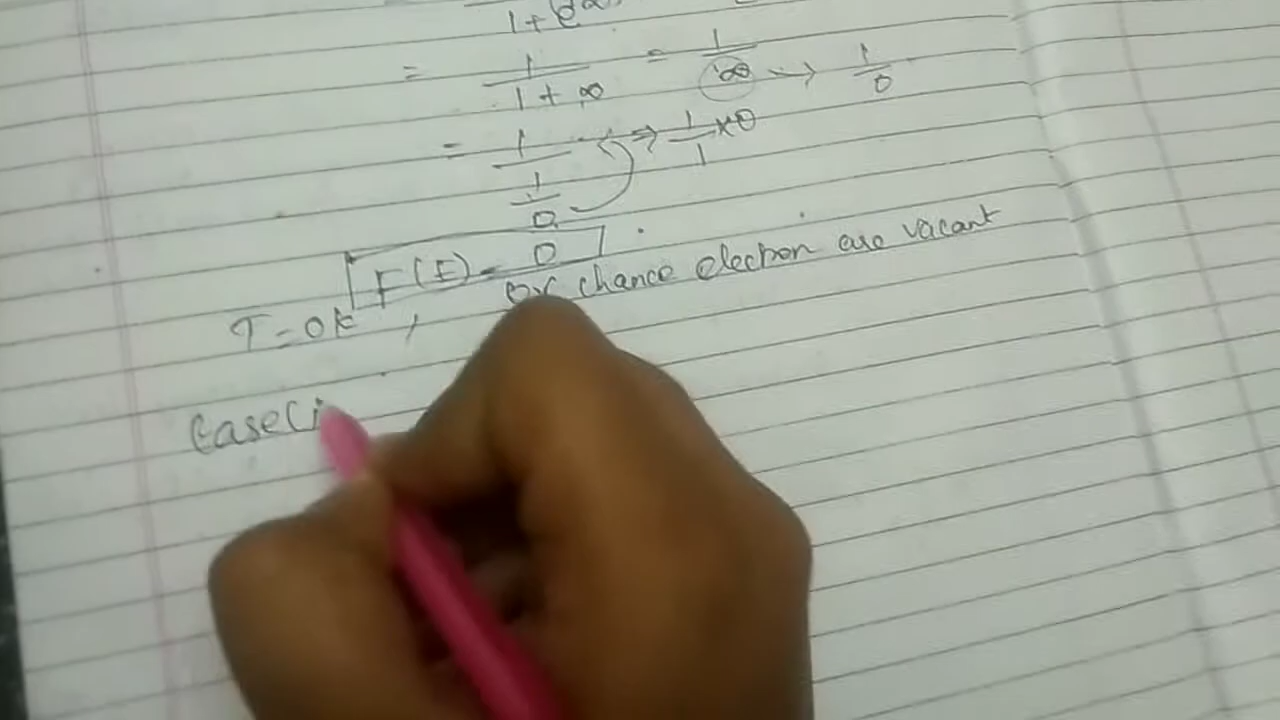 1 + e^∞
= 1/(1 + ∞) = 1/∞ → 1/0
= 1/(1/0) ⇒ 1/1 × 0
F(E) = 0
T = 0K , or chance electron are vacant
Case(i